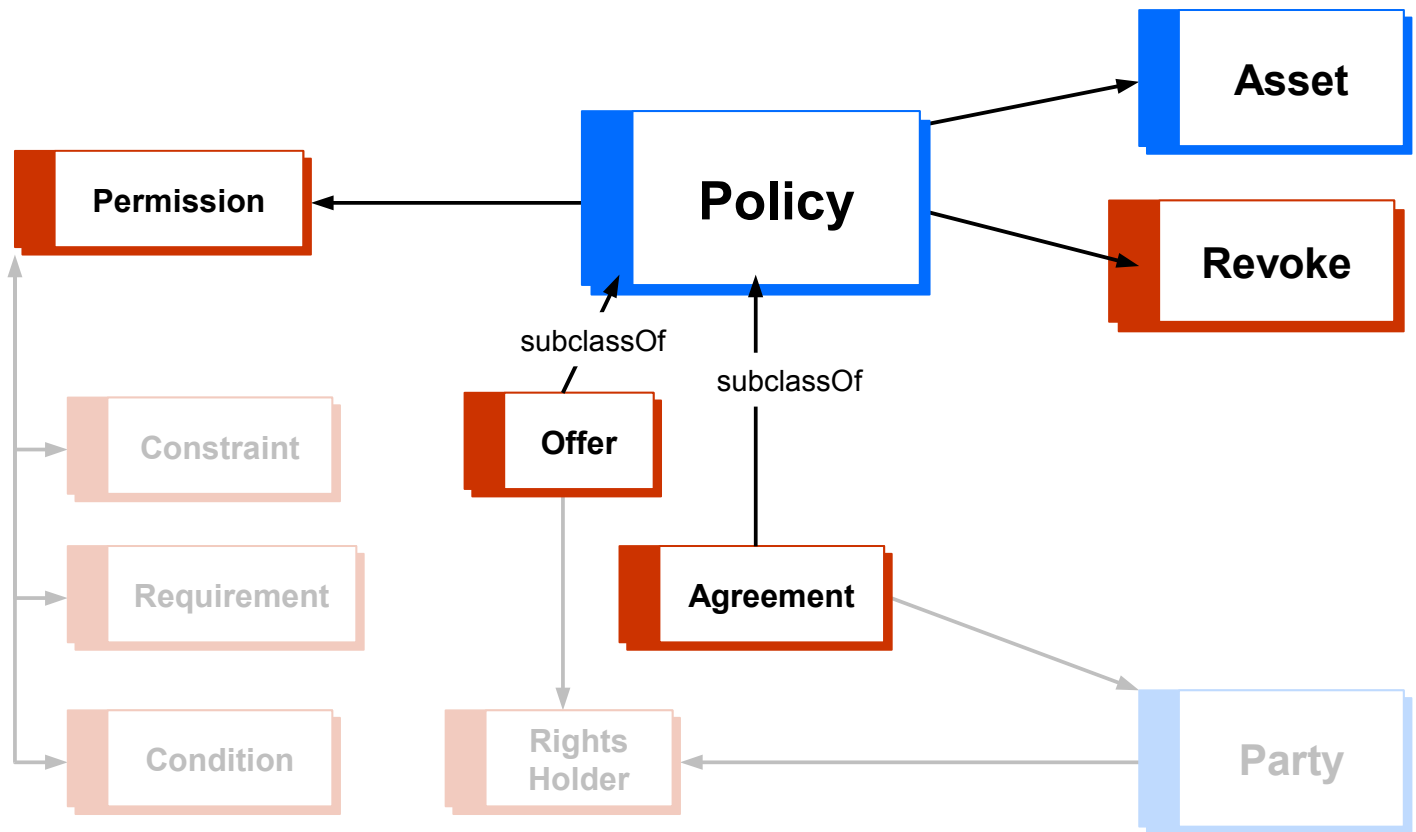 Asset
Policy
Permission
Revoke
subclassOf
subclassOf
Constraint
Offer
Requirement
Agreement
Condition
Rights
Holder
Party